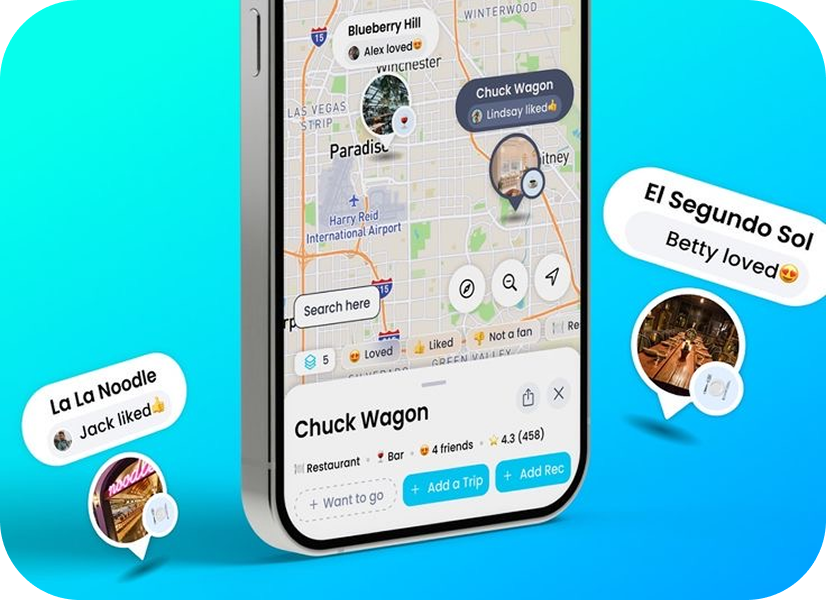 WINTERWOOD
15
Blueberry Hill
Alex loved😍
Winchester
Chuck Wagon
Lindsay liked👍
LAS VEGAS
STRIP
Paradise
itney
El Segundo Sol
Betty loved😍
Harry Reid
International Airport
15
Search here
5
😍 Loved
👍 Liked
👎 Not a fan
Re
GREEN VALLEY
La La Noodle
Jack liked👍
noodle
Chuck Wagon
Restaurant • Bar • 4 friends • 4.3 (458)
+ Want to go
+ Add a Trip
+ Add Rec